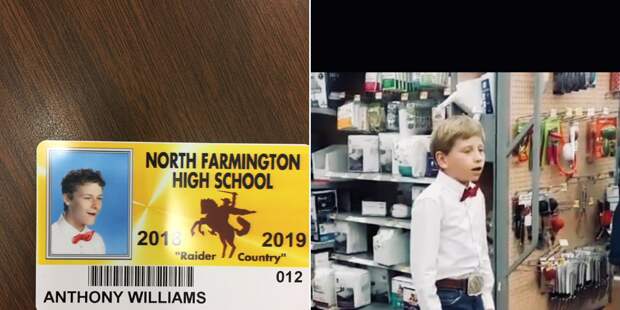 NORTH FARMINGTON
HIGH SCHOOL
2018 2019
"Raider Country"
012
ANTHONY WILLIAMS